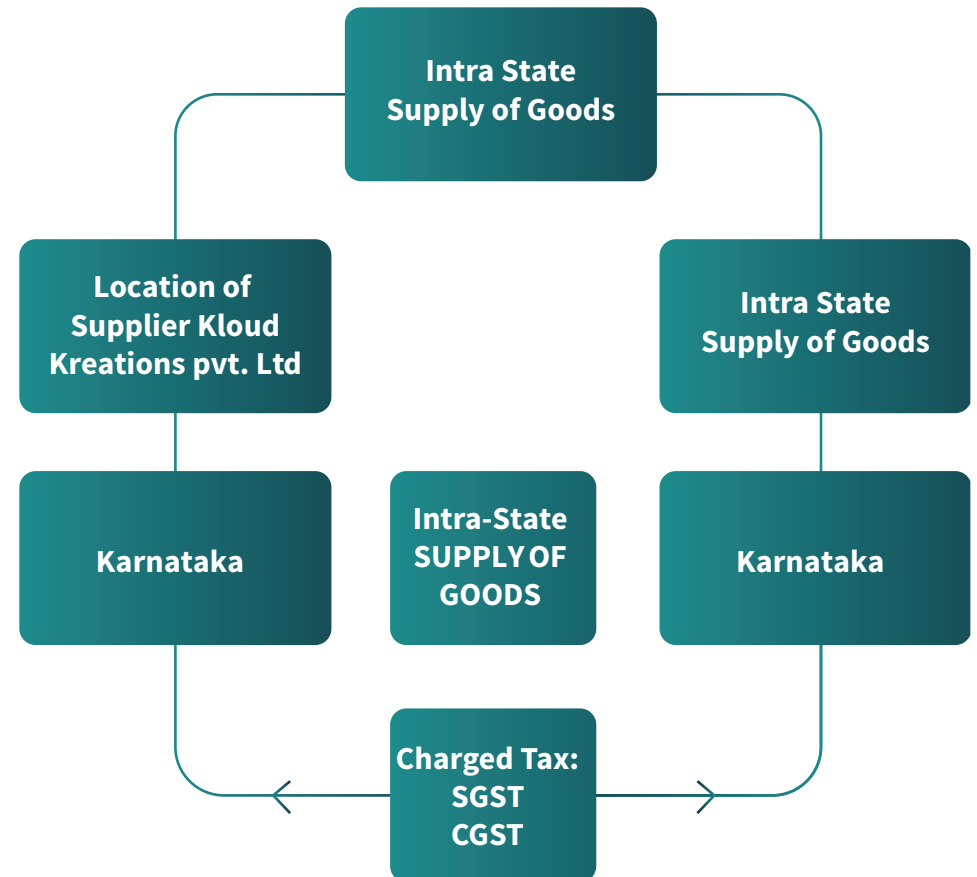 Intra State
Supply of Goods
Location of
Supplier Kloud
Kreations pvt. Ltd
Intra State
Supply of Goods
Karnataka
Intra-State
SUPPLY OF
GOODS
Karnataka
Charged Tax:
SGST
CGST